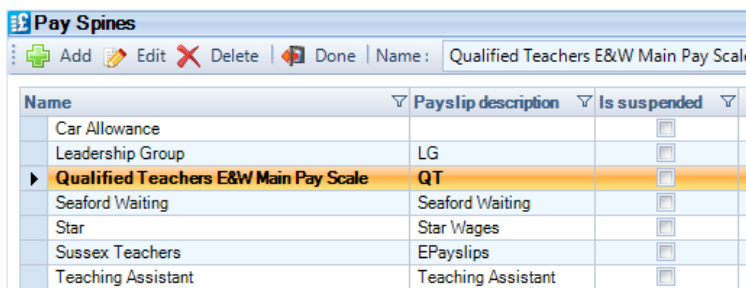 Pay Spines
Add Edit Delete Done Name: Qualified Teachers E&W Main Pay Scale
Name Payslip description Is suspended
Car Allowance
Leadership Group LG
Qualified Teachers E&W Main Pay Scale QT
Seaford Waiting Seaford Waiting
Star Star Wages
Sussex Teachers EPayslips
Teaching Assistant Teaching Assistant